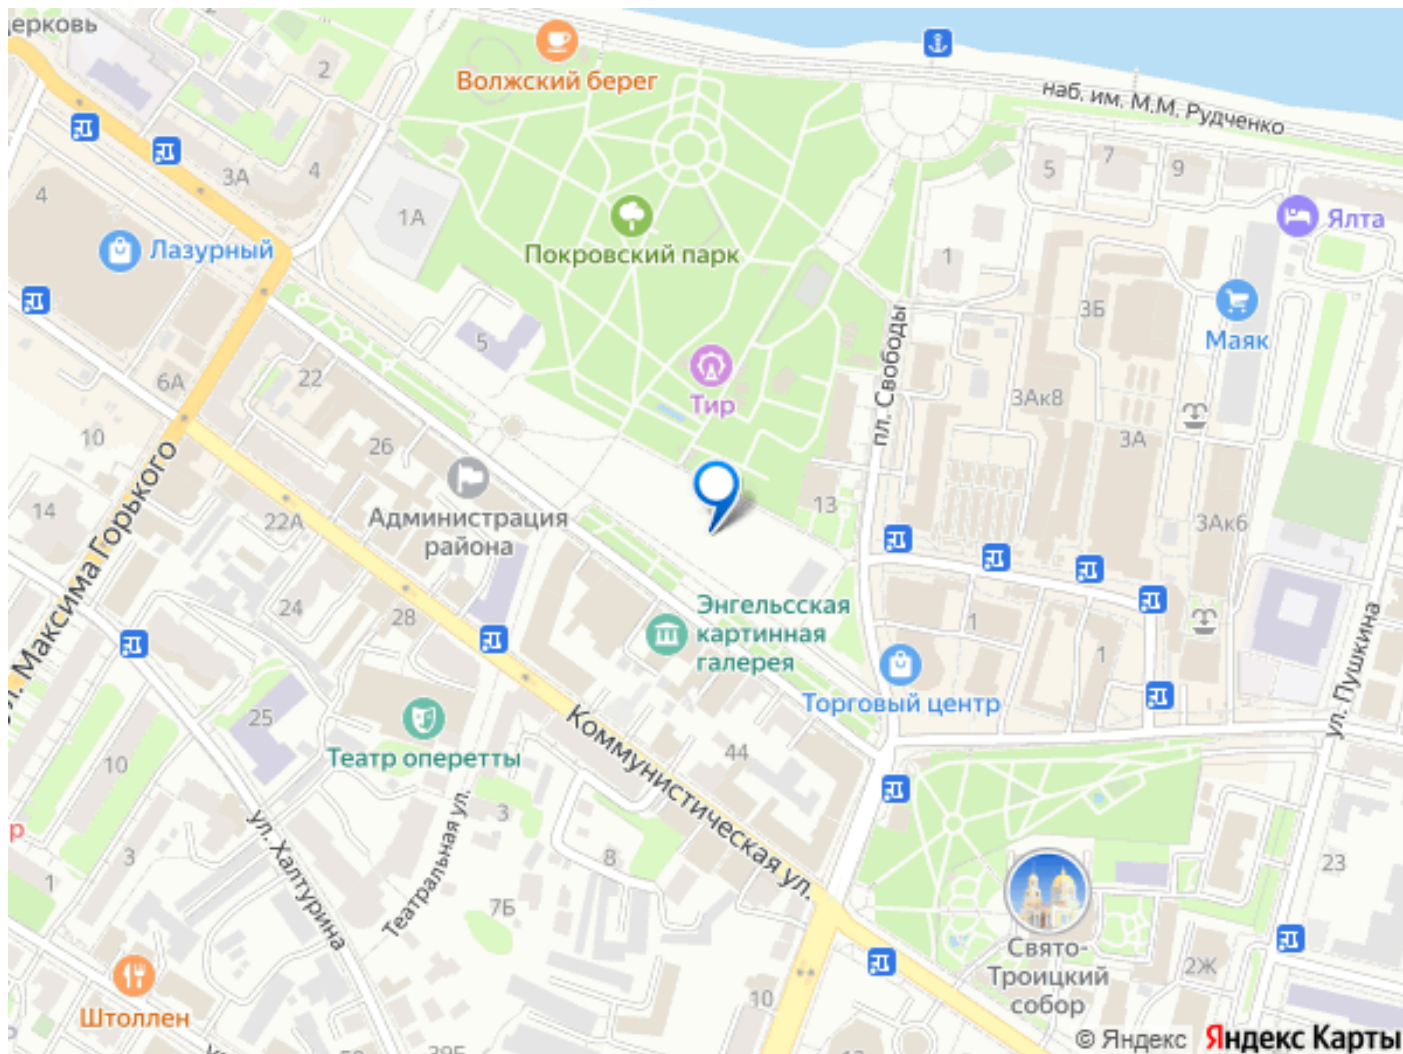 церковь
Волжский берег
наб. им. М.М. Рудченко
2
3А
4
4
1А
5
7
9
Ялта
Лазурный
Покровский парк
1
3Б
Маяк
5
пл. Свободы
Тир
6А
22
3Ак8
3А
10
26
14
22А
Администрация
района
13
3Ак6
ул. Максима Горького
24
28
Энгельсская
картинная
галерея
1
1
ул. Пушкина
25
Театр оперетты
Торговый центр
Коммунистическая ул.
44
10
р
3
1
ул. Халтурина
Театральная ул.
3
8
7Б
23
Свято-
Троицкий
собор
2Ж
Штоллен
10
39Б
12
© Яндекс Яндекс Карты